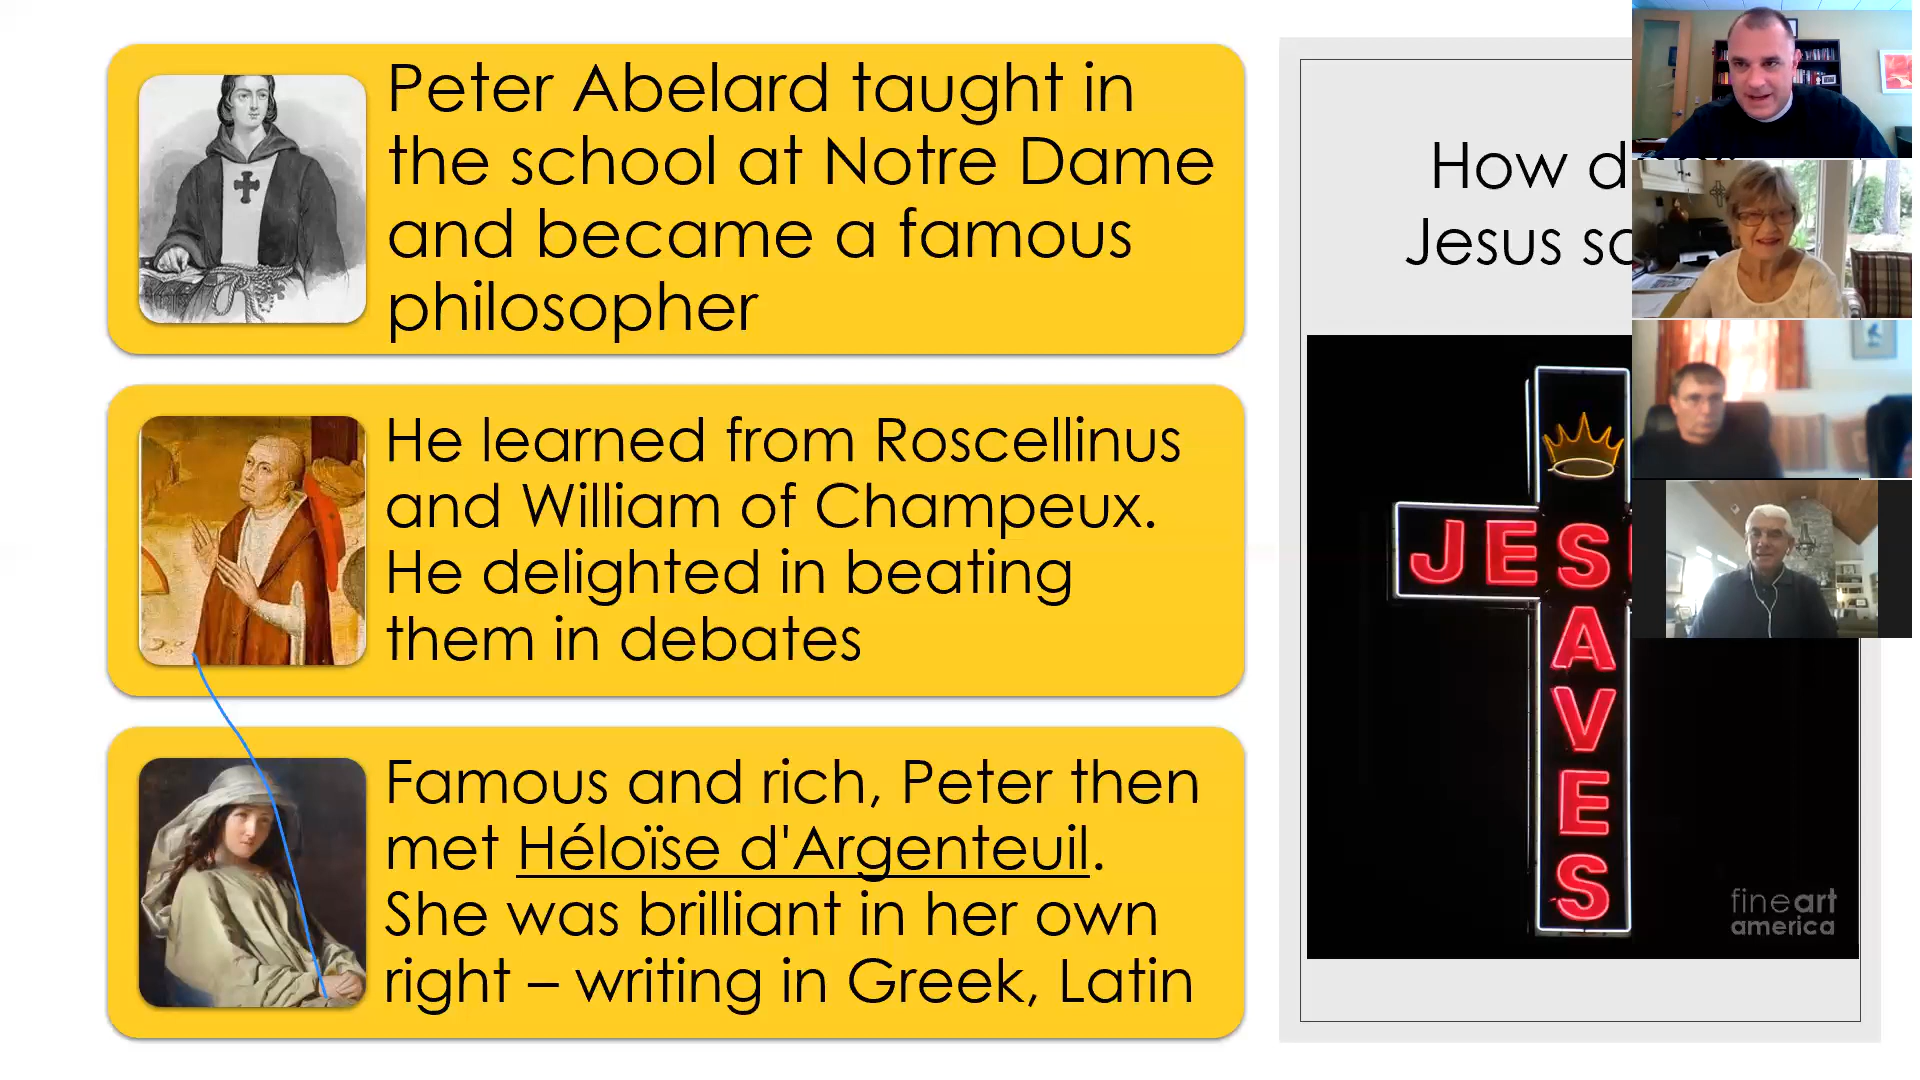 Peter Abelard taught in
the school at Notre Dame
and became a famous
philosopher
He learned from Roscellinus
and William of Champeux.
He delighted in beating
them in debates
Famous and rich, Peter then
met Héloïse d'Argenteuil.
She was brilliant in her own
right – writing in Greek, Latin
How d
Jesus sa
JES
SAVES
fineart
america